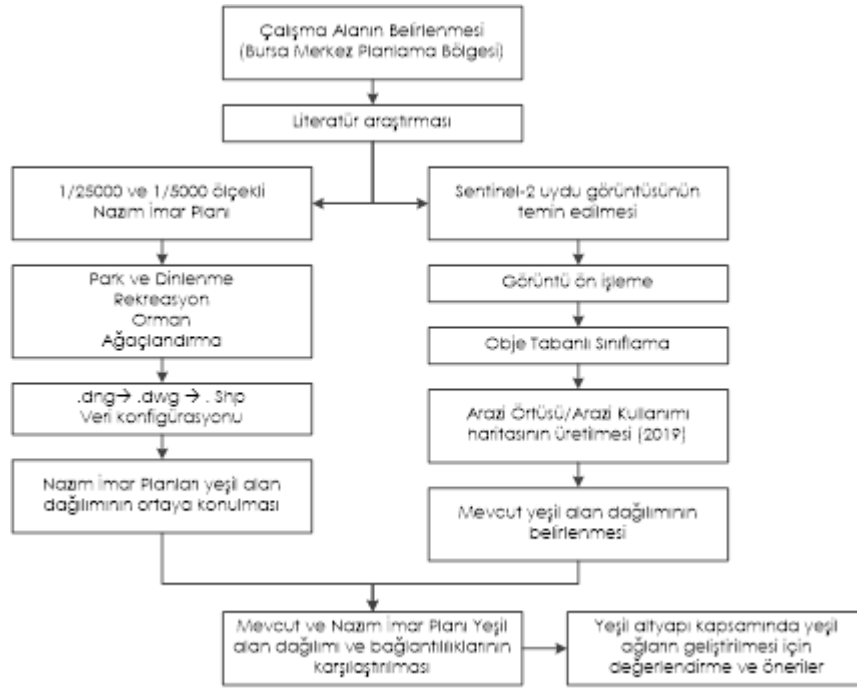 Çalışma Alanın Belirlenmesi
(Bursa Merkez Planlama Bölgesi)
Literatür araştırması
1/25000 ve 1/5000 ölçekli
Nazım İmar Planı
Park ve Dinlenme
Rekreasyon
Orman
Ağaçlandırma
.dng→ .dwg → . Shp
Veri konfigürasyonu
Nazım İmar Planları yeşil alan
dağılımının ortaya konulması
Sentinel-2 uydu görüntüsünün
temin edilmesi
Görüntü ön işleme
Obje Tabanlı Sınıflama
Arazi Örtüsü/Arazi Kullanımı
haritasının üretilmesi (2019)
Mevcut yeşil alan dağılımının
belirlenmesi
Mevcut ve Nazım İmar Planı Yeşil
alan dağılımı ve bağlantılılıklarının
karşılaştırılması
Yeşil altyapı kapsamında yeşil
ağların geliştirilmesi için
değerlendirme ve öneriler